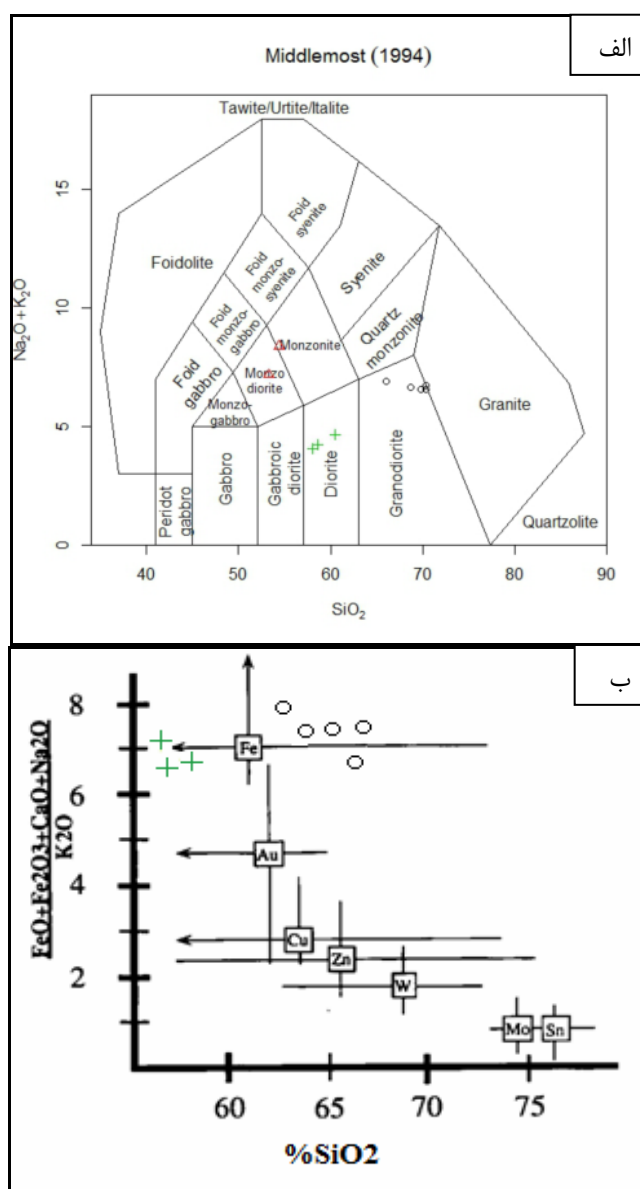 الف
Middlemost (1994)
Tawite/Urtite/Italite
Foid
syenite
Foidolite
Foid
monzo-
syenite
Syenite
Foid
monzo-
gabbro
Monzonite
Quartz
monzonite
Foid
gabbro
Monzo
diorite
Monzo-
gabbro
Granite
Peridot
gabbro
Gabbro
Gabbroic
diorite
Diorite
Granodiorite
Quartzolite
Na2O + K2O
0
5
10
15
40 50 60 70 80 90
SiO2
ب
FeO+Fe2O3+CaO+Na2O
K2O
8
6
4
2
Fe
Au
Cu
Zn
W
Mo Sn
60 65 70 75
%SiO2